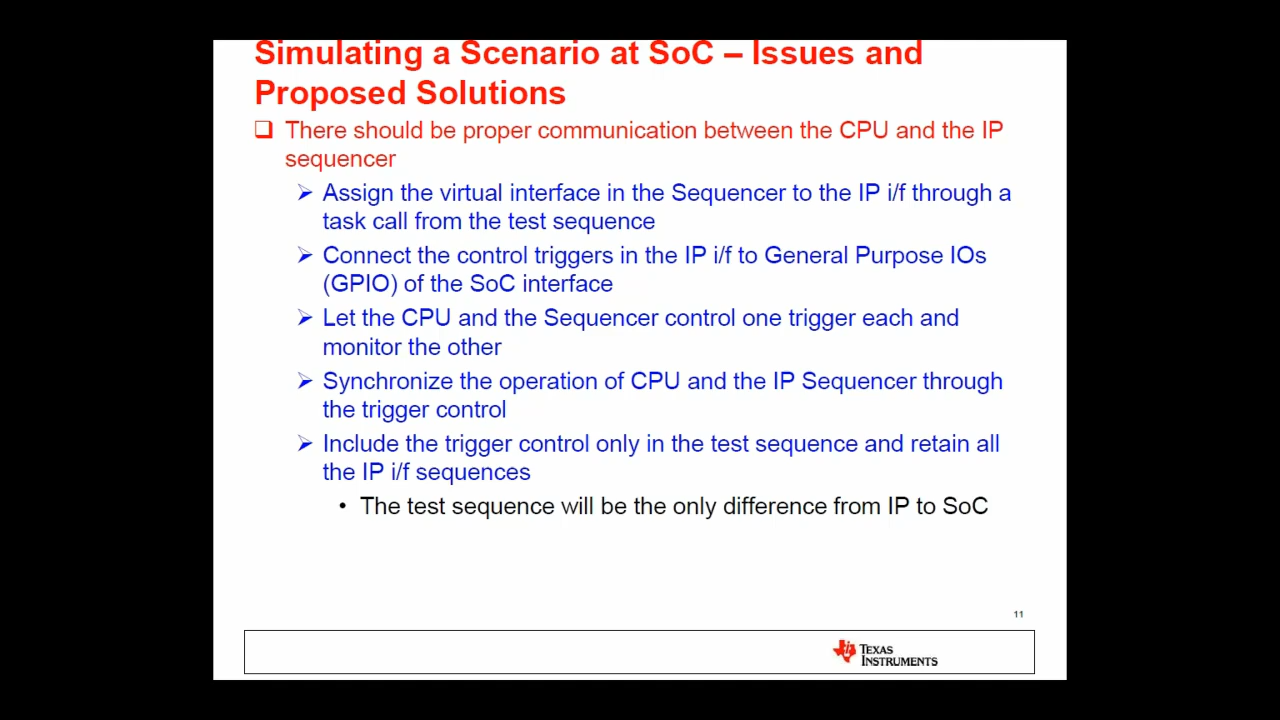 Simulating a Scenario at SoC – Issues and
Proposed Solutions
❑ There should be proper communication between the CPU and the IP
sequencer
➢ Assign the virtual interface in the Sequencer to the IP i/f through a
task call from the test sequence
➢ Connect the control triggers in the IP i/f to General Purpose IOs
(GPIO) of the SoC interface
➢ Let the CPU and the Sequencer control one trigger each and
monitor the other
➢ Synchronize the operation of CPU and the IP Sequencer through
the trigger control
➢ Include the trigger control only in the test sequence and retain all
the IP i/f sequences
• The test sequence will be the only difference from IP to SoC
11
TEXAS
INSTRUMENTS